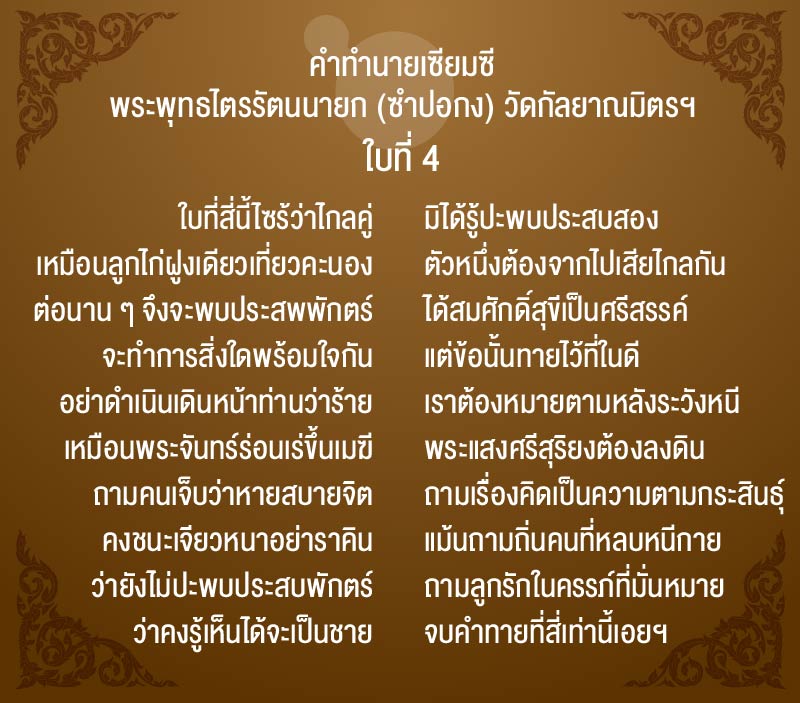 คำทำนายเซียมซี
พระพุทธไตรรัตนนายก (ซำปอกง) วัดกัลยาณมิตรฯ
ใบที่ 4
ใบที่สี่นี้ไซร้ว่าไกลคู่ มิได้รู้ปะพบประสบสอง
เหมือนลูกไก่ฝูงเดียวเที่ยวคะนอง ตัวหนึ่งต้องจากไปเสียไกลกัน
ต่อนาน ๆ จึงจะพบประสพพักตร์ ได้สมศักดิ์สุขีเป็นศรีสรรค์
จะทำการสิ่งใดพร้อมใจกัน แต่ข้อนั้นทายไว้ที่ในดี
อย่าดำเนินเดินหน้าท่านว่าร้าย เราต้องหมายตามหลังระวังหนี
เหมือนพระจันทร์ร่อนเร่ขึ้นเมฆี พระแสงศรีสุริยงต้องลงดิน
ถามคนเจ็บว่าหายสบายจิต ถามเรื่องคิดเป็นความตามกระสินธุ์
คงชนะเจียวหนาอย่าราคิน แม้นถามถิ่นคนที่หลบหนีกาย
ว่ายังไม่ปะพบประสบพักตร์ ถามลูกรักในครรภ์ที่มั่นหมาย
ว่าคงรู้เห็นได้จะเป็นชาย จบคำทายที่สี่เท่านี้เอยฯ